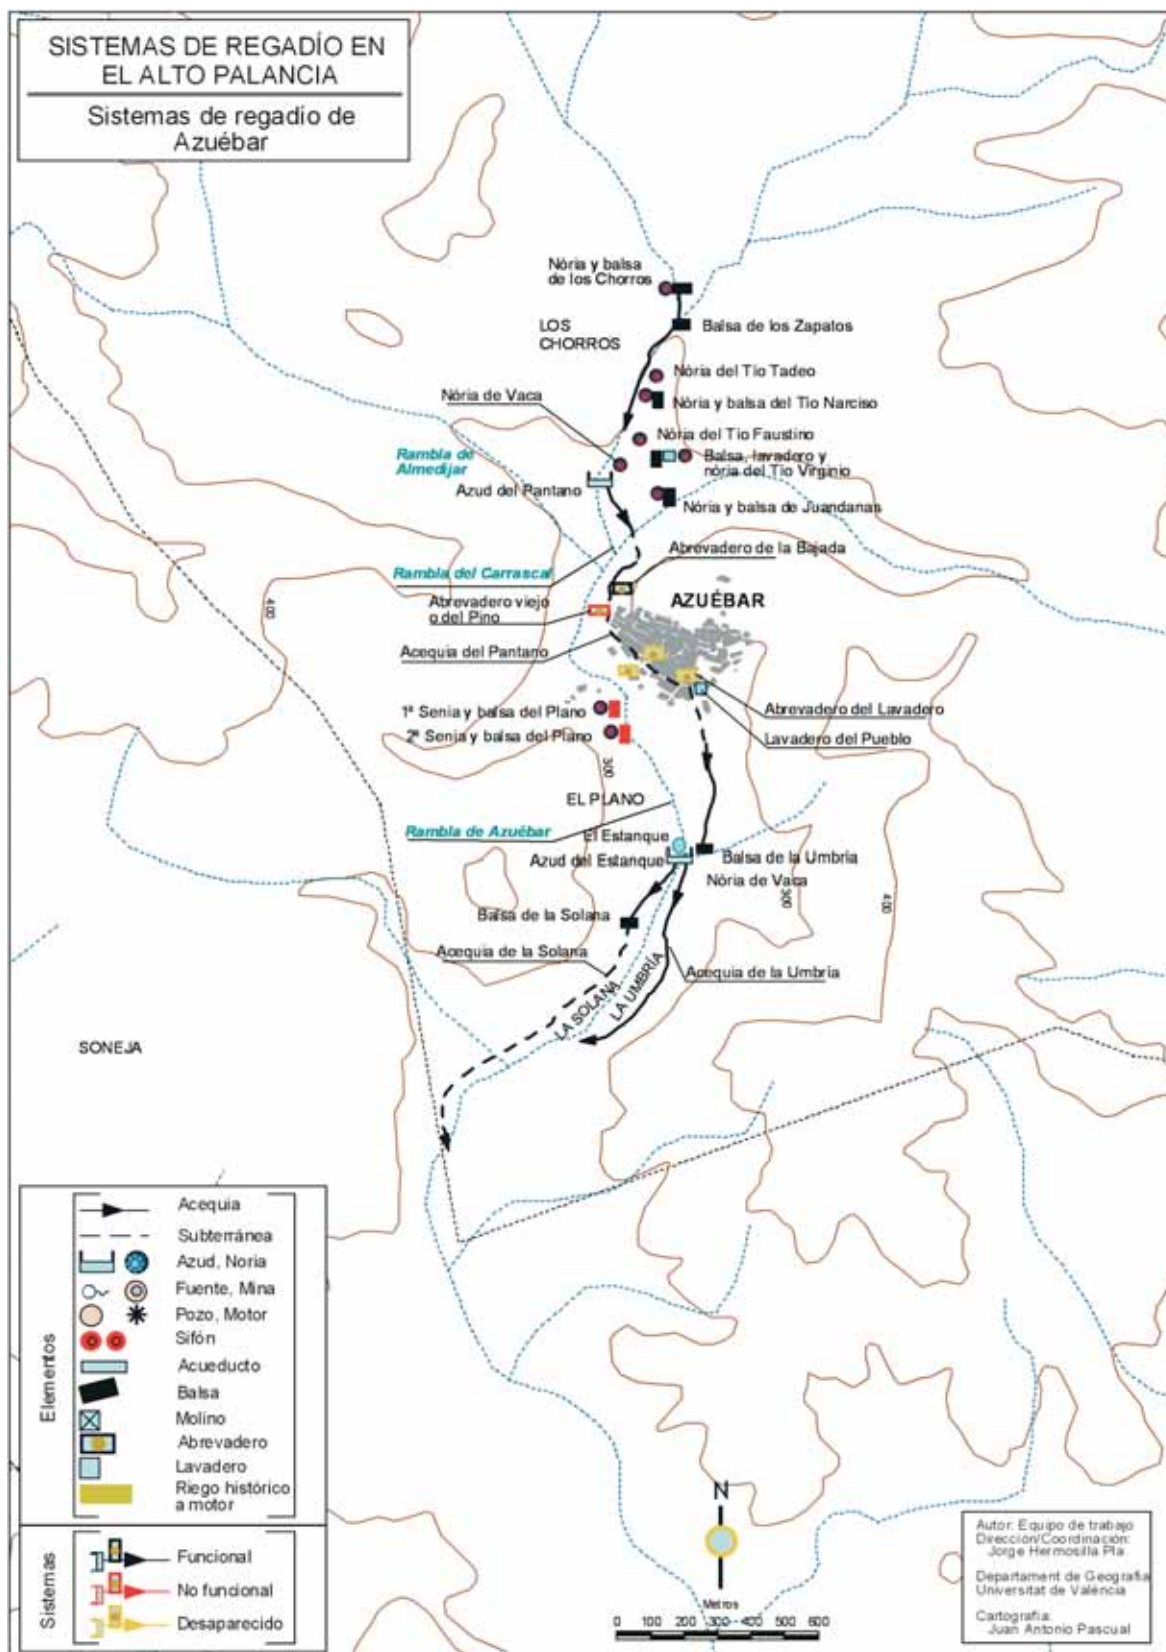 SISTEMAS DE REGADÍO EN
EL ALTO PALANCIA
Sistemas de regadío de
Azuébar
Nòria y balsa
de los Chorros
LOS
CHORROS
Balsa de los Zapatos
Nòria del Tío Tadeo
Nòria de Vaca
Nòria y balsa del Tío Narciso
Nòria del Tío Faustino
Rambla de
Almedijar
Balsa, lavadero y
nòria del Tío Virginio
Azud del Pantano
Nòria y balsa de Juandanas
Abrevadero de la Bajada
Rambla del Carrascal
Abrevadero viejo
o del Pino
AZUÉBAR
400
Acequia del Pantano
1ª Senia y balsa del Plano
Abrevadero del Lavadero
2ª Senia y balsa del Plano
Lavadero del Pueblo
300
EL PLANO
Rambla de Azuébar
El Estanque
Azud del Estanque
Balsa de la Umbría
Nòria de Vaca
300
400
Balsa de la Solana
Acequia de la Solana
Acequia de la Umbría
LA SOLANA
LA UMBRÍA
SONEJA
Elementos
Acequia
Subterránea
Azud, Noria
Fuente, Mina
Pozo, Motor
Sifón
Acueducto
Balsa
Molino
Abrevadero
Lavadero
Riego histórico
a motor
Sistemas
Funcional
No funcional
Desaparecido
N
Metros
0 100 200 300 400 500 600
Autor: Equipo de trabajo
Dirección/Coordinación:
Jorge Hermosilla Pla
Departament de Geografia
Universitat de València
Cartografía:
Juan Antonio Pascual